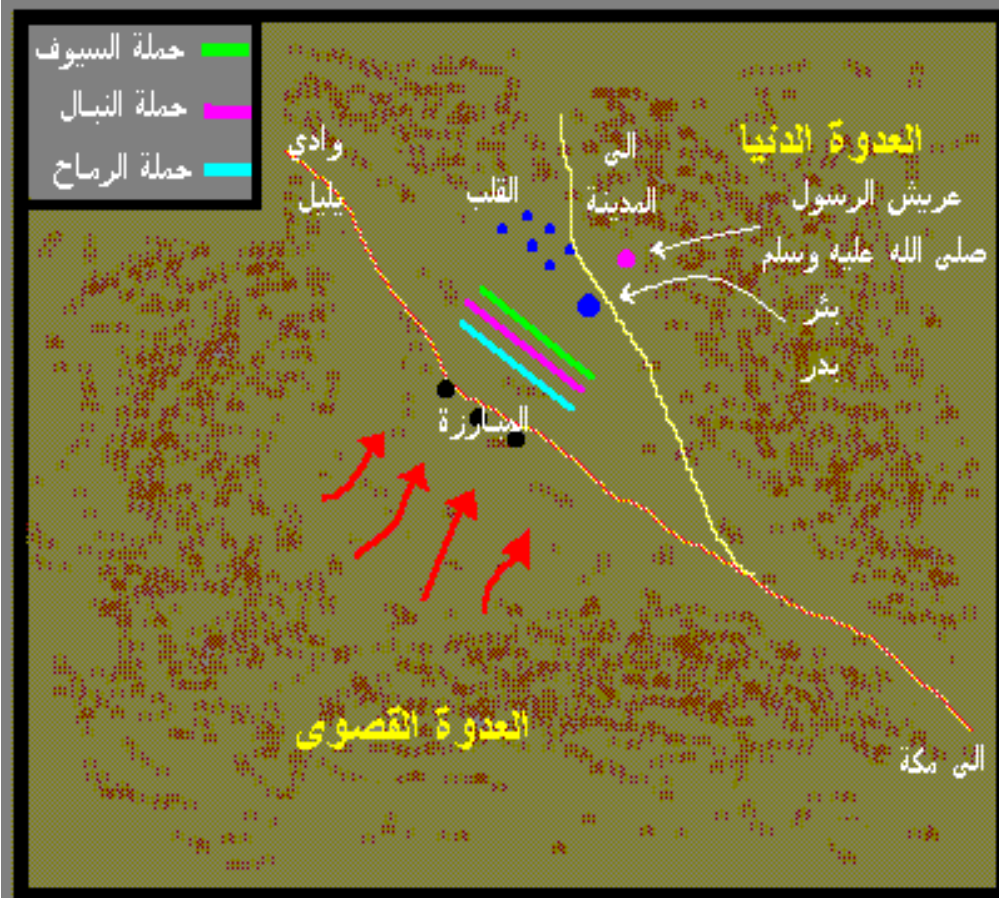 حملة السيوف
حملة النبال
حملة الرماح
العدوة الدنيا
عريش الرسول
صلى الله عليه وسلم
بئر
بدر
الى
المدينة
القلب
وادي
يليل
المبارزة
العدوة القصوى
الى مكة